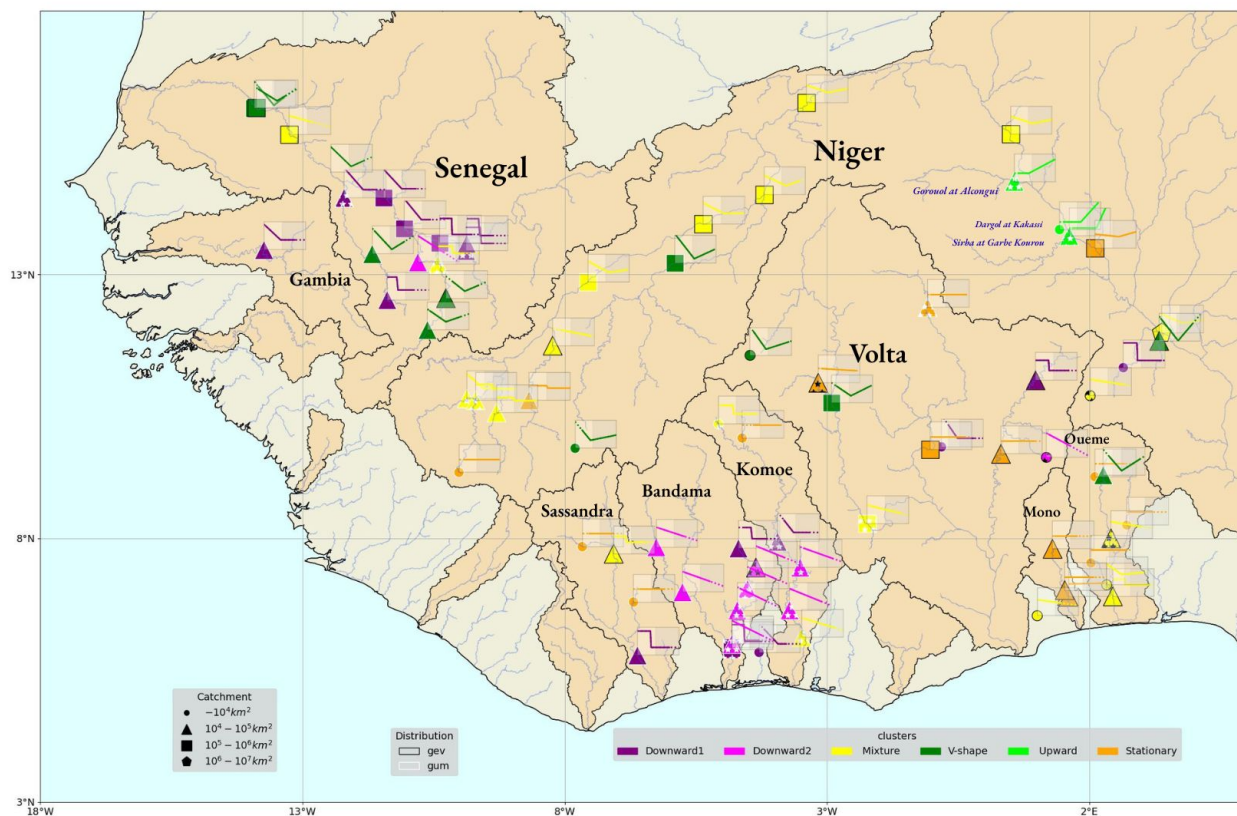 Senegal
Niger
Gorouol at Alcongui
Dargol at Kakassi
Sirba at Garbe Kourou
13°N
Gambia
Volta
Oueme
Komoe
Bandama
Sassandra
Mono
8°N
Catchment
−10⁴km²
10⁴ − 10⁵km²
10⁵ − 10⁶km²
10⁶ − 10⁷km²
Distribution
gev
gum
clusters
Downward1
Downward2
Mixture
V-shape
Upward
Stationary
3°N
18°W
13°W
8°W
3°W
2°E